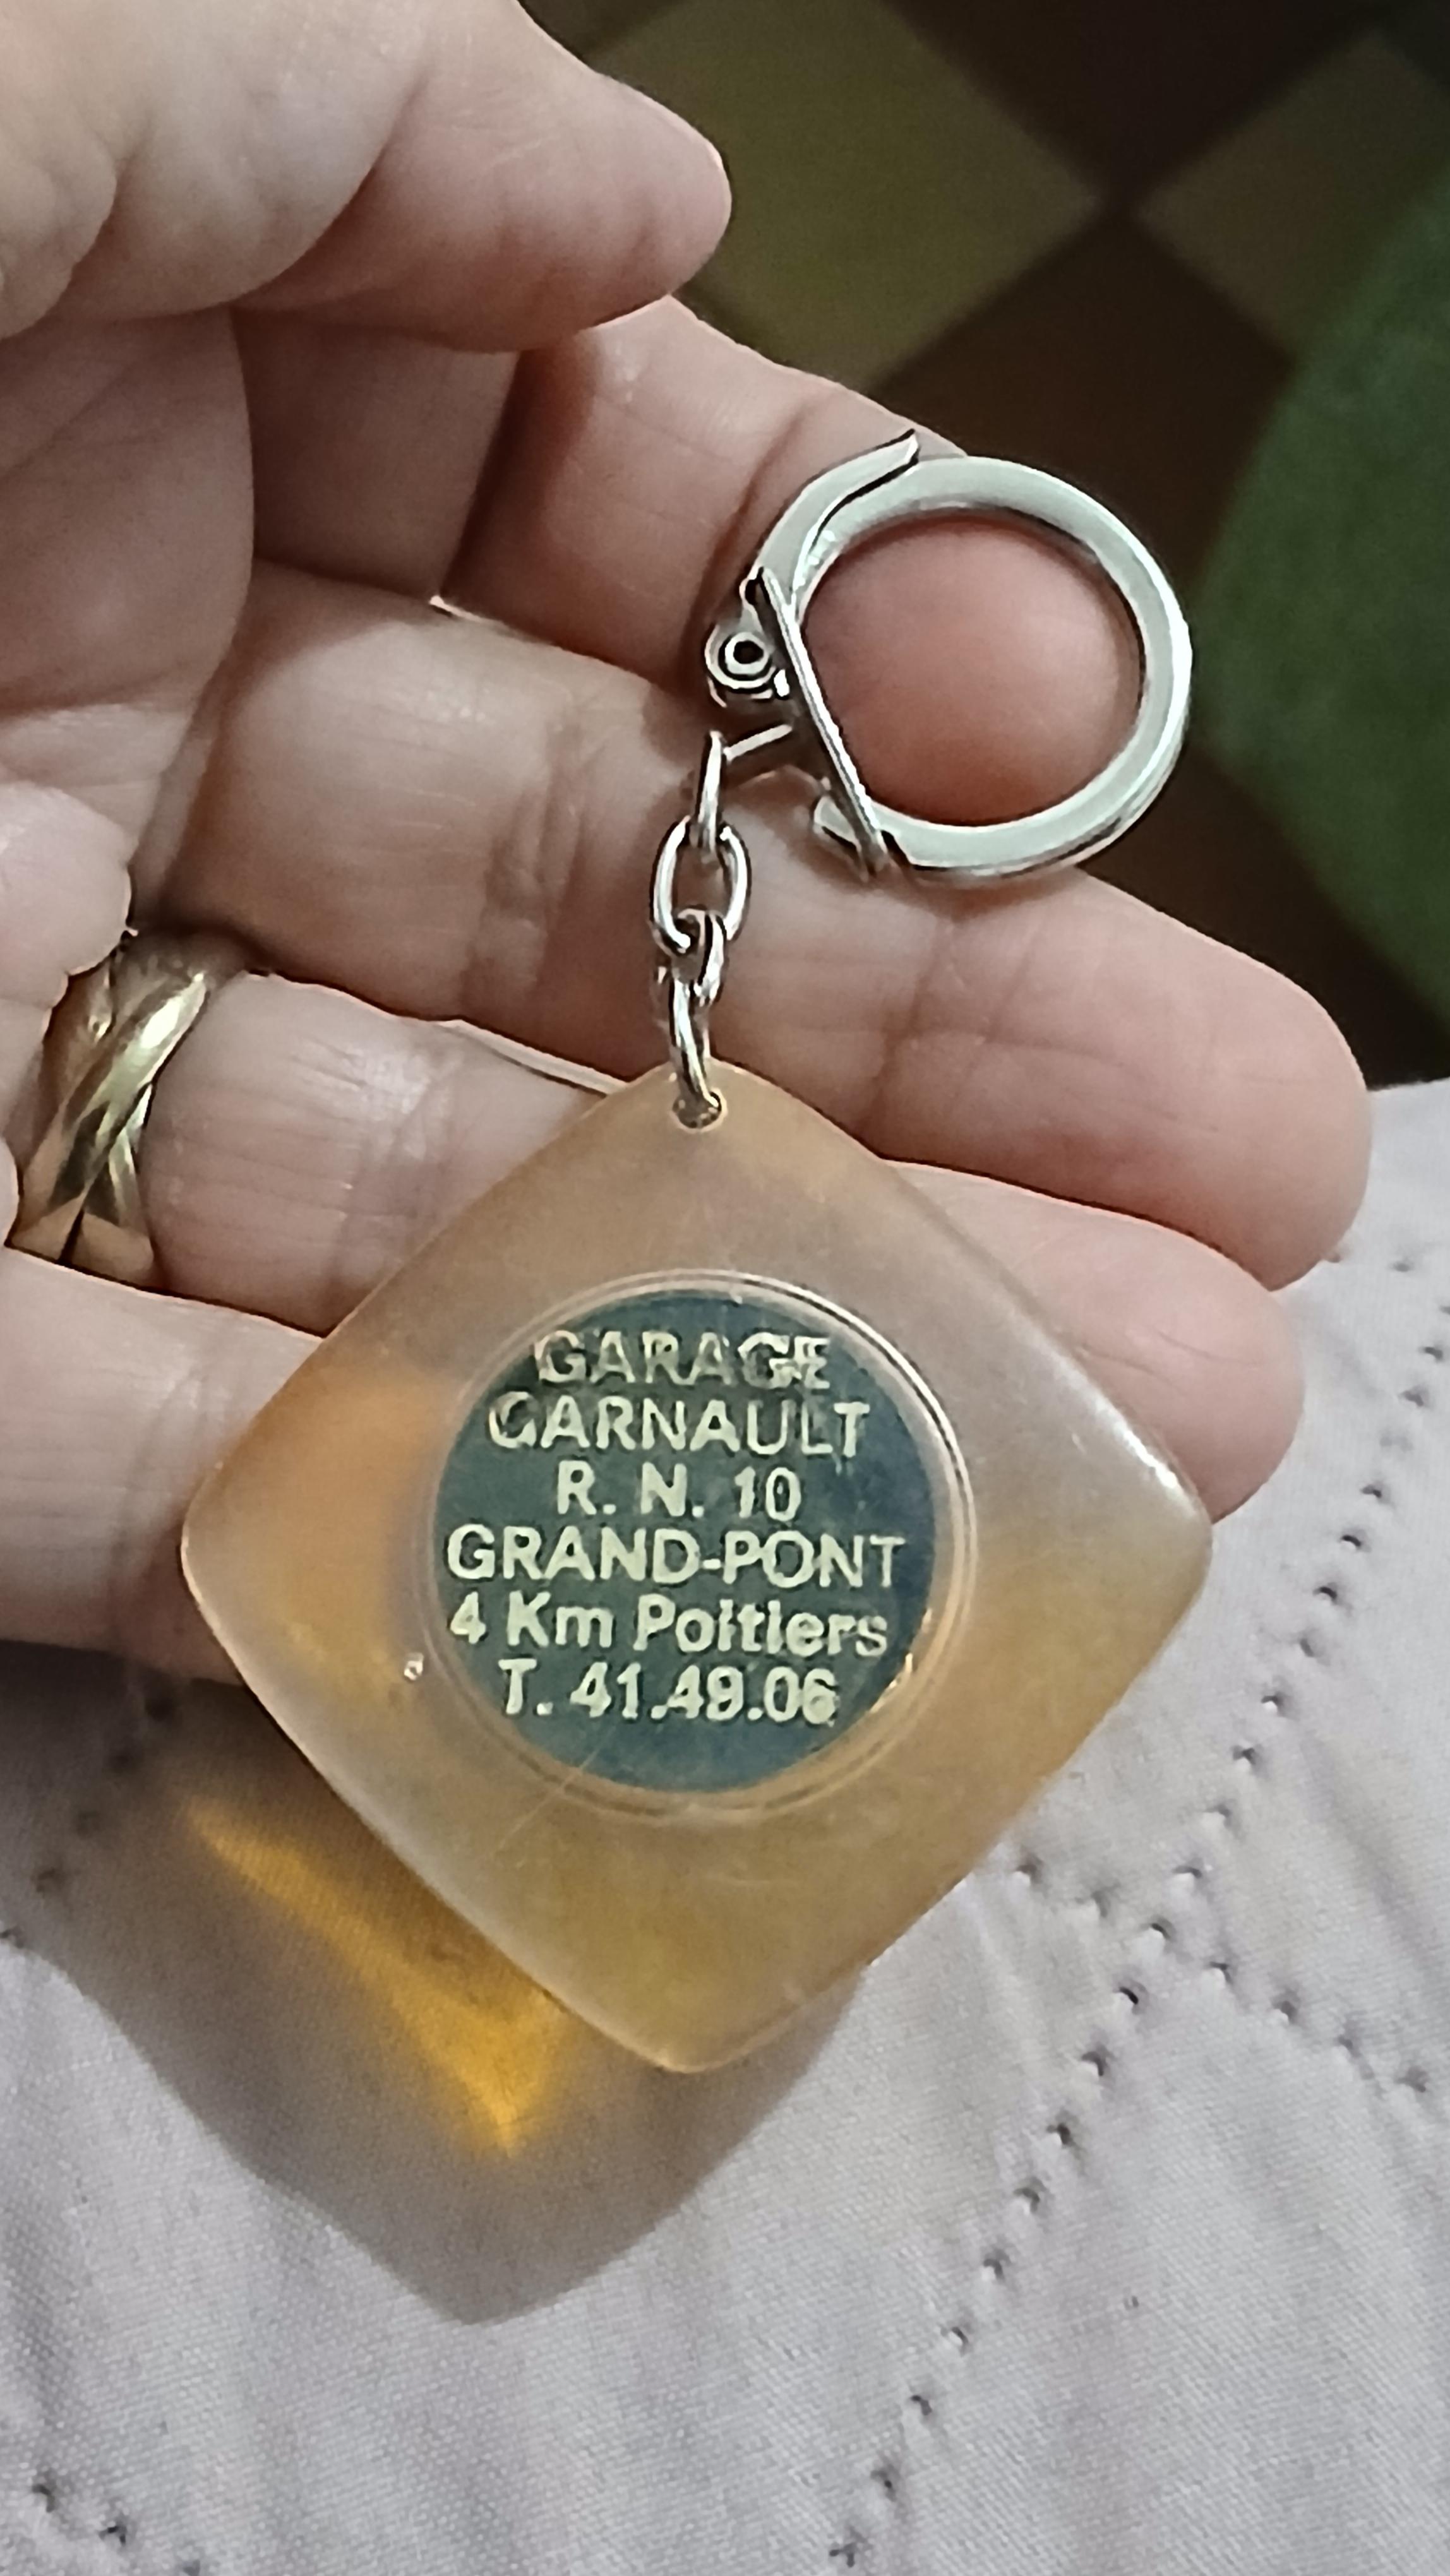 GARAGE
GARNAULT
R. N. 10
GRAND-PONT
4 Km Poitiers
T. 41.49.06